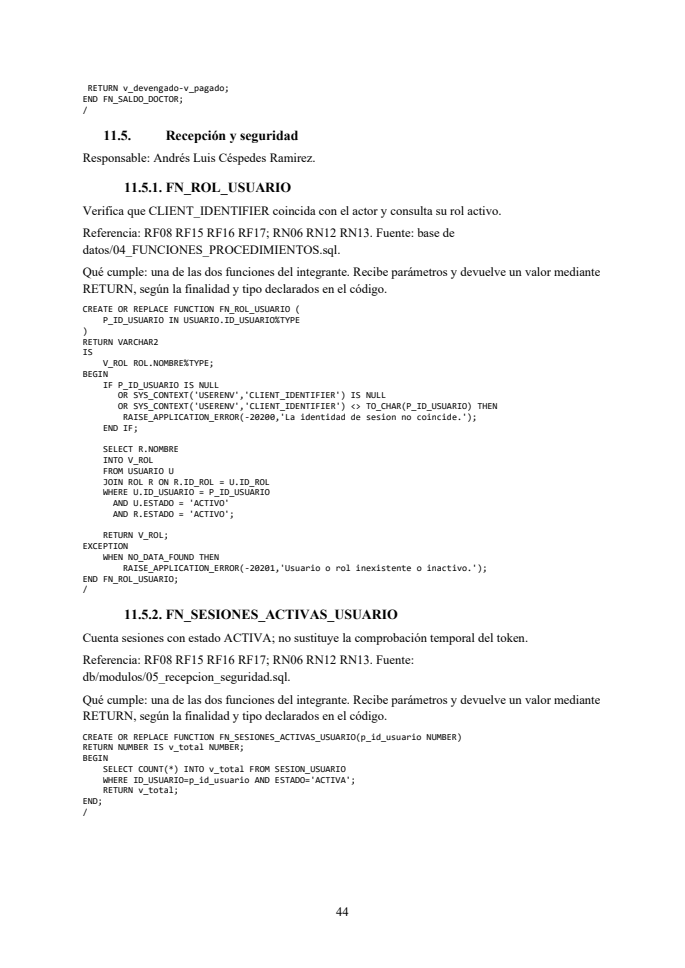 RETURN v_devengado-v_pagado;
END FN_SALDO_DOCTOR;
/
11.5. Recepción y seguridad
Responsable: Andrés Luis Céspedes Ramirez.
11.5.1. FN_ROL_USUARIO
Verifica que CLIENT_IDENTIFIER coincida con el actor y consulta su rol activo.
Referencia: RF08 RF15 RF16 RF17; RN06 RN12 RN13. Fuente: base de
datos/04_FUNCIONES_PROCEDIMIENTOS.sql.
Qué cumple: una de las dos funciones del integrante. Recibe parámetros y devuelve un valor mediante
RETURN, según la finalidad y tipo declarados en el código.
CREATE OR REPLACE FUNCTION FN_ROL_USUARIO (
    P_ID_USUARIO IN USUARIO.ID_USUARIO%TYPE
)
RETURN VARCHAR2
IS
    V_ROL ROL.NOMBRE%TYPE;
BEGIN
    IF P_ID_USUARIO IS NULL
       OR SYS_CONTEXT('USERENV','CLIENT_IDENTIFIER') IS NULL
       OR SYS_CONTEXT('USERENV','CLIENT_IDENTIFIER') <> TO_CHAR(P_ID_USUARIO) THEN
        RAISE_APPLICATION_ERROR(-20200,'La identidad de sesion no coincide.');
    END IF;
    SELECT R.NOMBRE
    INTO V_ROL
    FROM USUARIO U
    JOIN ROL R ON R.ID_ROL = U.ID_ROL
    WHERE U.ID_USUARIO = P_ID_USUARIO
      AND U.ESTADO = 'ACTIVO'
      AND R.ESTADO = 'ACTIVO';
    RETURN V_ROL;
EXCEPTION
    WHEN NO_DATA_FOUND THEN
        RAISE_APPLICATION_ERROR(-20201,'Usuario o rol inexistente o inactivo.');
END FN_ROL_USUARIO;
/
11.5.2. FN_SESIONES_ACTIVAS_USUARIO
Cuenta sesiones con estado ACTIVA; no sustituye la comprobación temporal del token.
Referencia: RF08 RF15 RF16 RF17; RN06 RN12 RN13. Fuente:
db/modulos/05_recepcion_seguridad.sql.
Qué cumple: una de las dos funciones del integrante. Recibe parámetros y devuelve un valor mediante
RETURN, según la finalidad y tipo declarados en el código.
CREATE OR REPLACE FUNCTION FN_SESIONES_ACTIVAS_USUARIO(p_id_usuario NUMBER)
RETURN NUMBER IS v_total NUMBER;
BEGIN
    SELECT COUNT(*) INTO v_total FROM SESION_USUARIO
    WHERE ID_USUARIO=p_id_usuario AND ESTADO='ACTIVA';
    RETURN v_total;
END;
/
44